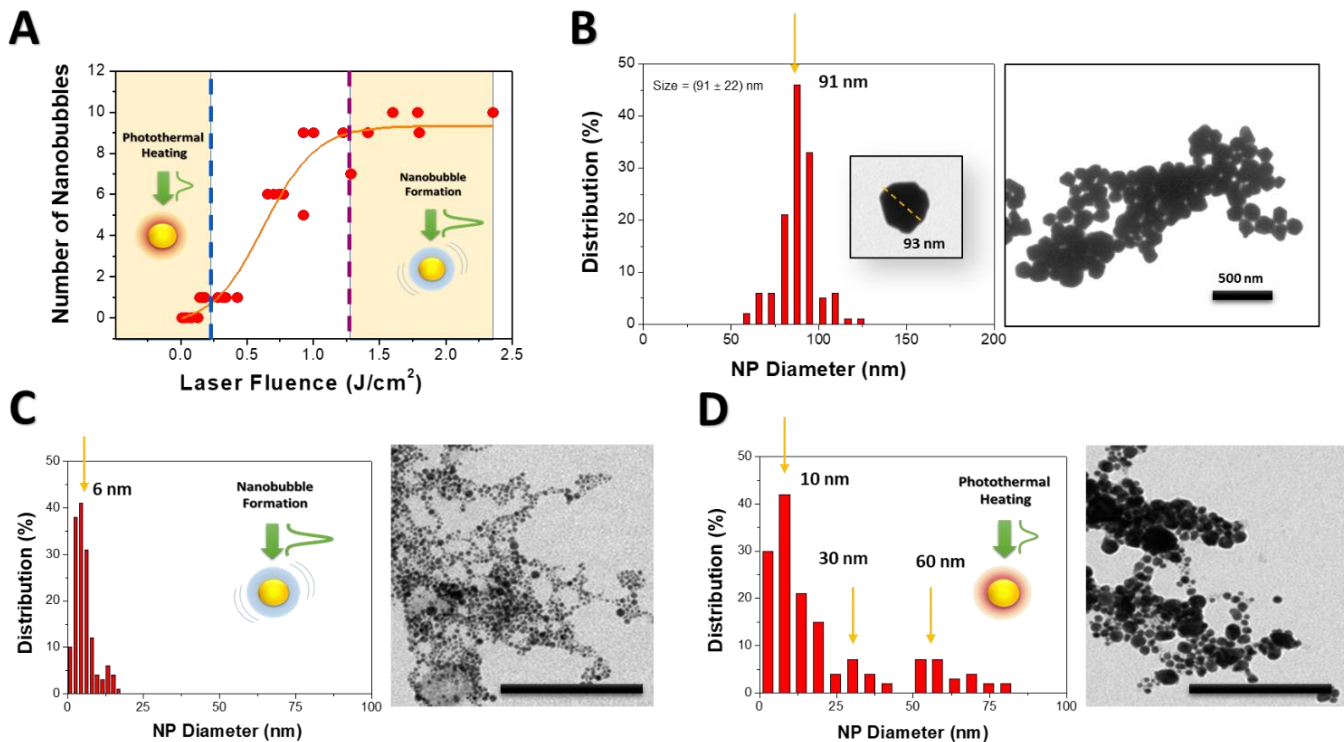 A
Number of Nanobubbles
12
10
8
6
4
2
0
Photothermal
Heating
Nanobubble
Formation
0.0
0.5
1.0
1.5
2.0
2.5
Laser Fluence (J/cm²)
B
Distribution (%)
50
40
30
20
10
0
Size = (91 ± 22) nm
91 nm
93 nm
0
50
100
150
200
NP Diameter (nm)
500 nm
C
Distribution (%)
50
40
30
20
10
0
6 nm
Nanobubble
Formation
0
25
50
75
100
NP Diameter (nm)
D
Distribution (%)
50
40
30
20
10
0
10 nm
30 nm
60 nm
Photothermal
Heating
0
25
50
75
100
NP Diameter (nm)